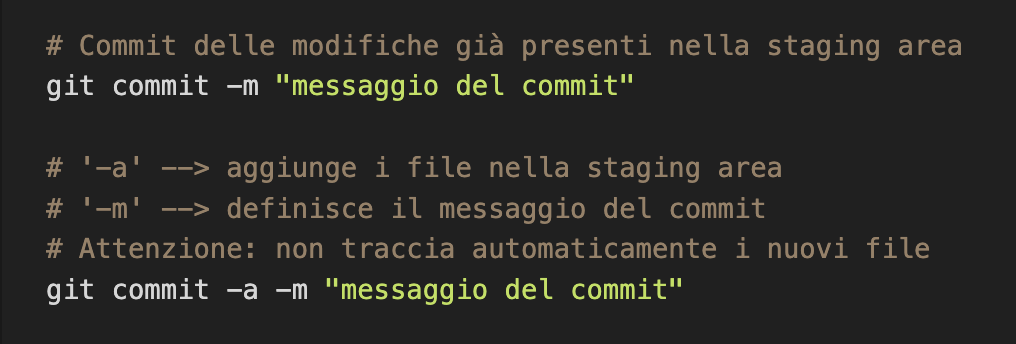 # Commit delle modifiche già presenti nella staging area
git commit -m "messaggio del commit"
# '-a' --> aggiunge i file nella staging area
# '-m' --> definisce il messaggio del commit
# Attenzione: non traccia automaticamente i nuovi file
git commit -a -m "messaggio del commit"